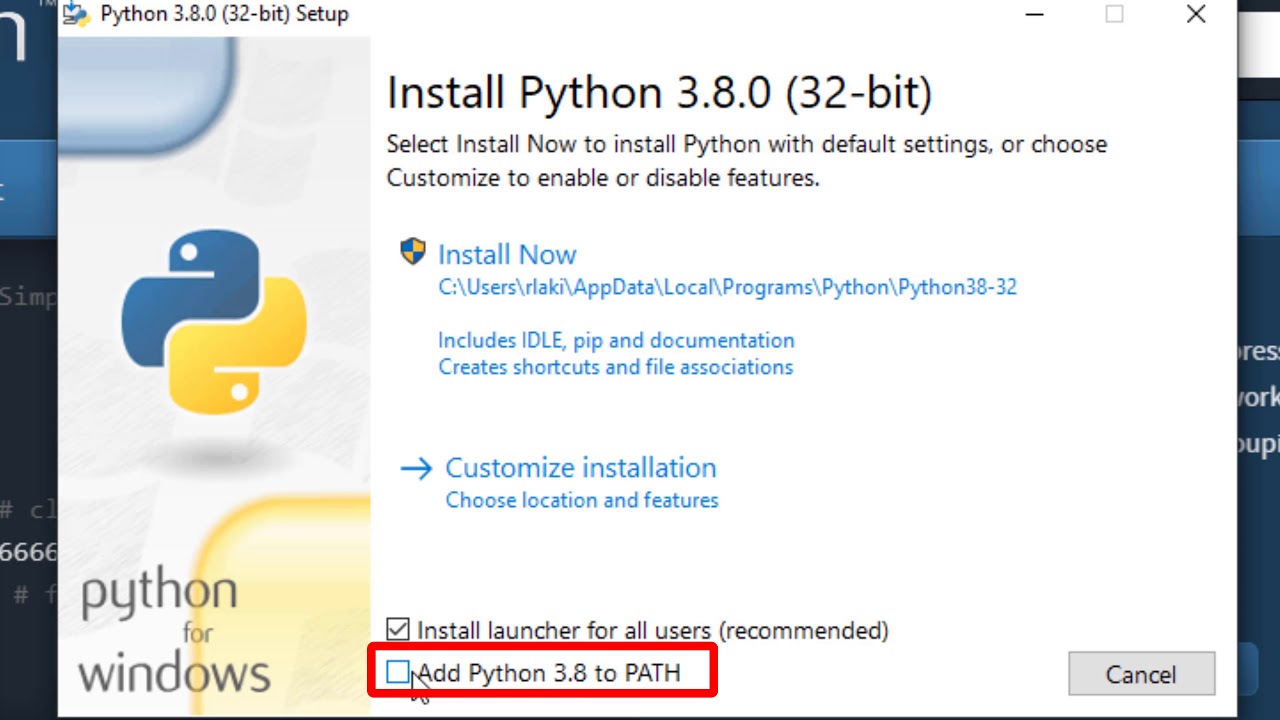 Python 3.8.0 (32-bit) Setup
Install Python 3.8.0 (32-bit)
Select Install Now to install Python with default settings, or choose
Customize to enable or disable features.
Install Now
C:\Users\rlaki\AppData\Local\Programs\Python\Python38-32
Includes IDLE, pip and documentation
Creates shortcuts and file associations
Customize installation
Choose location and features
python
for
windows
Install launcher for all users (recommended)
Add Python 3.8 to PATH
Cancel
n
™
Simp
# cl
6666
# f